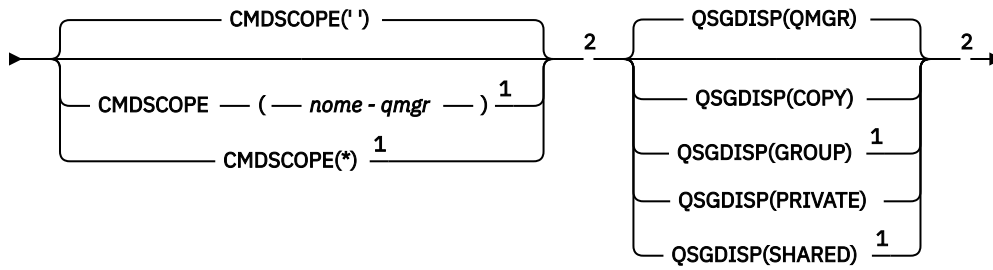 CMDSCOPE(' ')
2
CMDSCOPE ( nome - qmgr ) 1
CMDSCOPE(*) 1
QSGDISP(QMGR)
2
QSGDISP(COPY)
QSGDISP(GROUP) 1
QSGDISP(PRIVATE)
QSGDISP(SHARED) 1